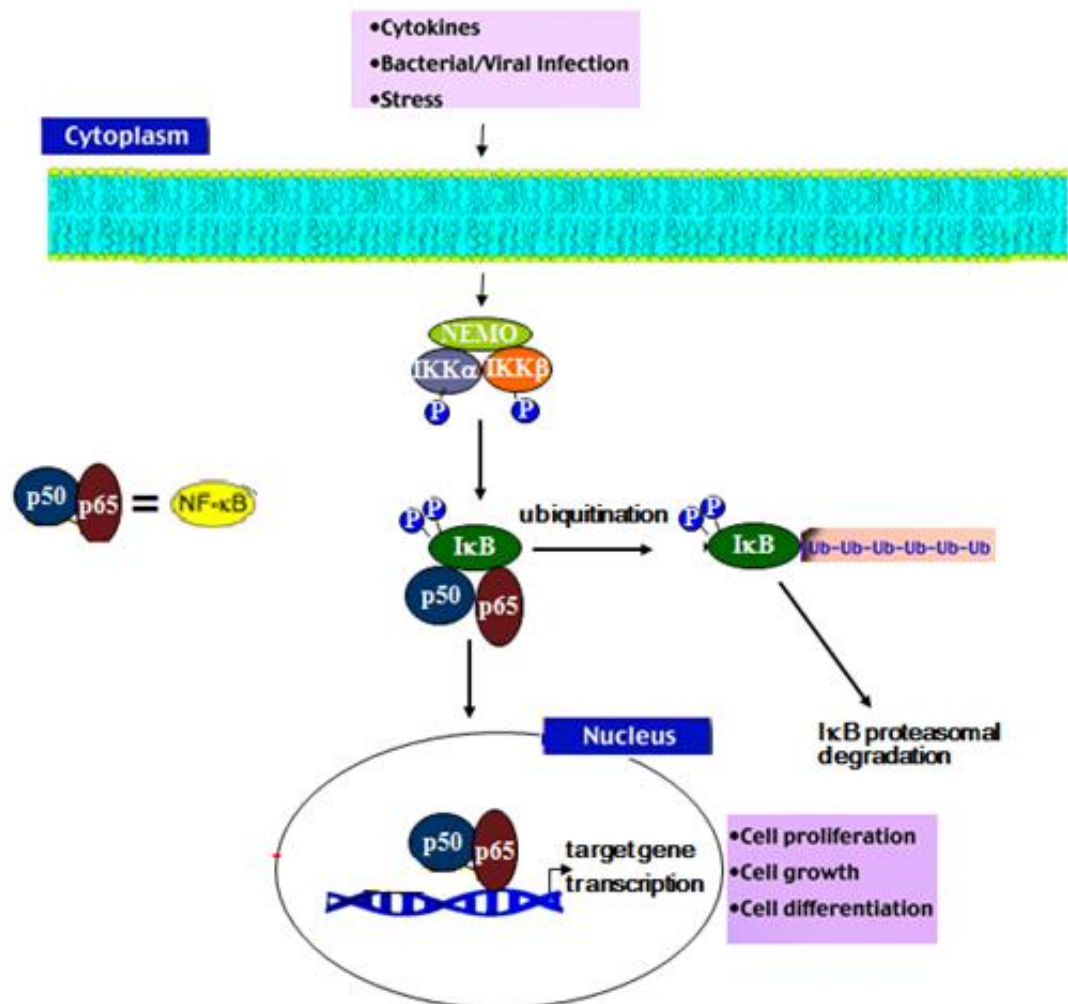 •Cytokines
•Bacterial/Viral Infection
•Stress
Cytoplasm
NEMO
IKKα IKKβ
P P
p50 p65 = NF-κB
P P
IκB
p50 p65
ubiquitination
P P
IκB Ub-Ub-Ub-Ub-Ub-Ub
IκB proteasomal
degradation
Nucleus
p50 p65
target gene
transcription
•Cell proliferation
•Cell growth
•Cell differentiation